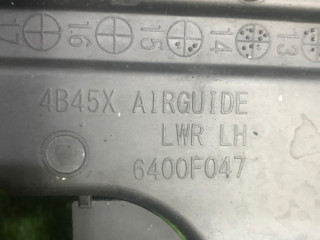 17 16 15 14 13
4B45X AIRGUIDE
LWR LH
6400F047